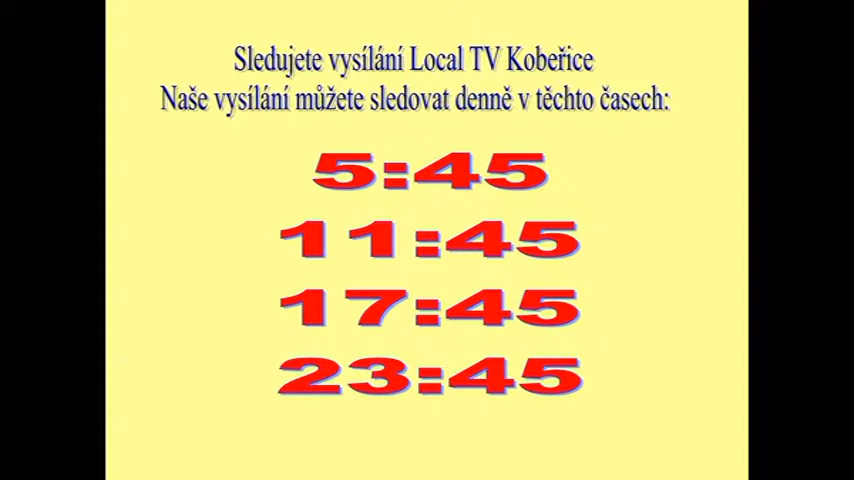 Sledujete vysílání Local TV Kobeřice
Naše vysílání můžete sledovat denně v těchto časech:
5:45
11:45
17:45
23:45